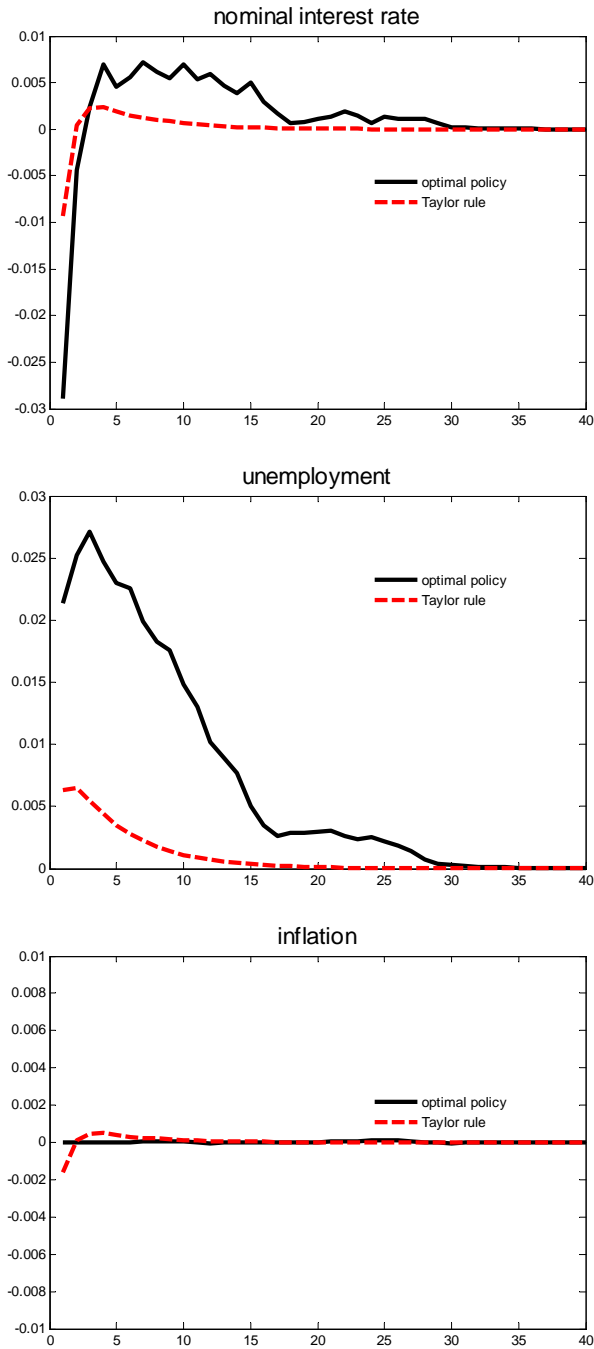 nominal interest rate
0.01
0.005
0
-0.005
-0.01
-0.015
-0.02
-0.025
-0.03
optimal policy
Taylor rule
0 5 10 15 20 25 30 35 40
unemployment
0.03
0.025
0.02
0.015
0.01
0.005
0
optimal policy
Taylor rule
0 5 10 15 20 25 30 35 40
inflation
0.01
0.008
0.006
0.004
0.002
0
-0.002
-0.004
-0.006
-0.008
-0.01
optimal policy
Taylor rule
0 5 10 15 20 25 30 35 40